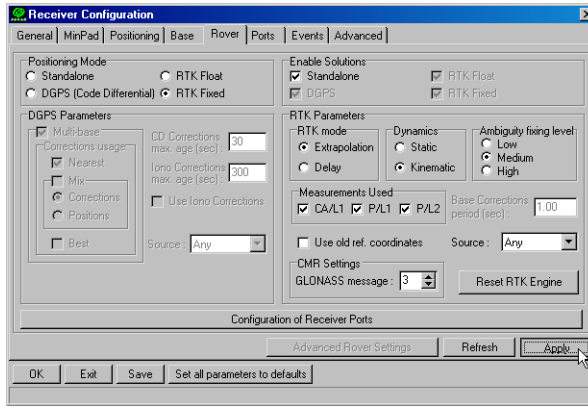 Receiver Configuration
General MinPad Positioning Base Rover Ports Events Advanced
Positioning Mode
Standalone RTK Float
DGPS (Code Differential) RTK Fixed
Enable Solutions
Standalone RTK Float
DGPS RTK Fixed
DGPS Parameters
Multi-base
Corrections usage
Nearest
Mix
Corrections
Positions
Best
CD Corrections
max. age (sec) : 30
Iono Corrections
max. age (sec) : 300
Use Iono Corrections
Source : Any
RTK Parameters
RTK mode
Extrapolation
Delay
Dynamics
Static
Kinematic
Ambiguity fixing level
Low
Medium
High
Measurements Used
CA/L1 P/L1 P/L2
Base Corrections
period (sec) : 1.00
Use old ref. coordinates
Source : Any
CMR Settings
GLONASS message : 3
Reset RTK Engine
Configuration of Receiver Ports
Advanced Rover Settings Refresh Apply
OK Exit Save Set all parameters to defaults